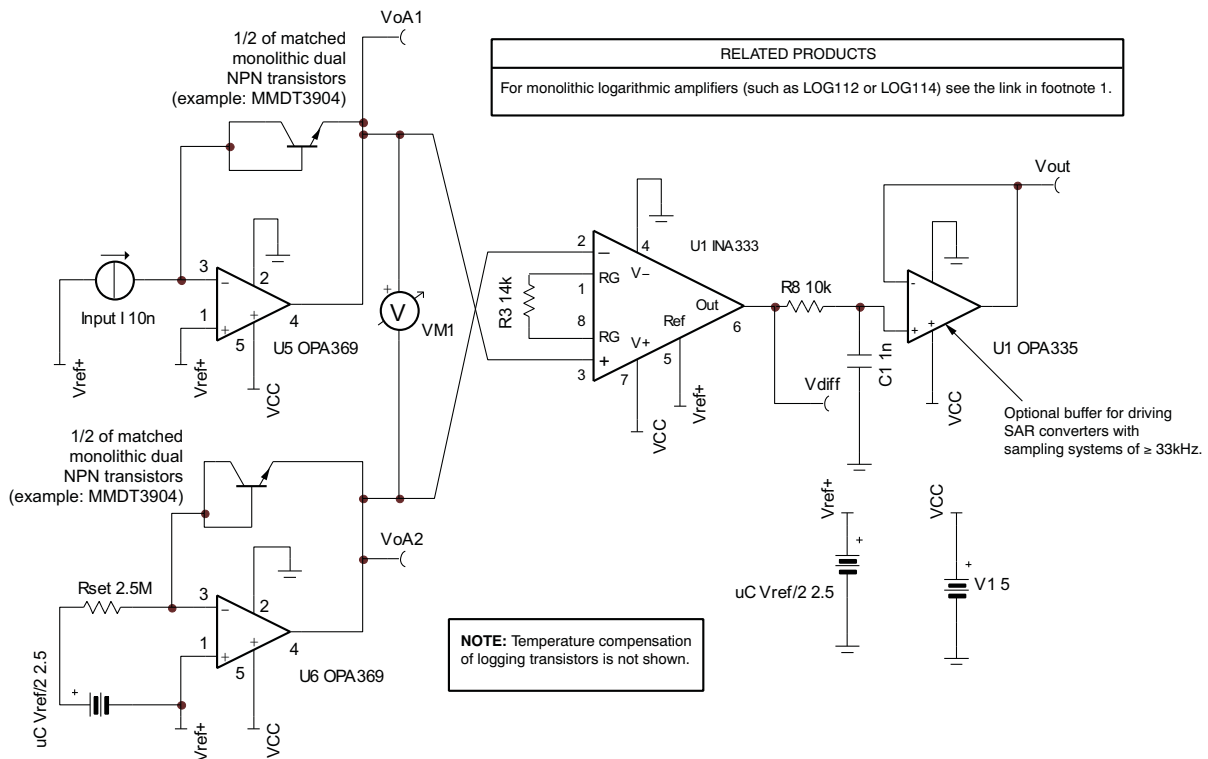 VoA1
1/2 of matched
monolithic dual
NPN transistors
(example: MMDT3904)
RELATED PRODUCTS
For monolithic logarithmic amplifiers (such as LOG112 or LOG114) see the link in footnote 1.
Input I 10n
Vref+
3
2
1
5
4
−
+
+
Vref+
VCC
U5 OPA369
+
V
VM1
2
−
4
V−
U1 INA333
RG
1
R3 14k
8
RG
V+
Ref
Out
6
+
3
7
5
VCC
Vref+
R8 10k
C1 1n
Vdiff
Vout
-
+
+
U1 OPA335
VCC
Optional buffer for driving
SAR converters with
sampling systems of ≥ 33kHz.
1/2 of matched
monolithic dual
NPN transistors
(example: MMDT3904)
VoA2
Rset 2.5M
3
2
1
5
4
−
+
+
U6 OPA369
uC Vref/2 2.5
+
Vref+
VCC
NOTE: Temperature compensation
of logging transistors is not shown.
Vref+
+
uC Vref/2 2.5
VCC
+
V1 5